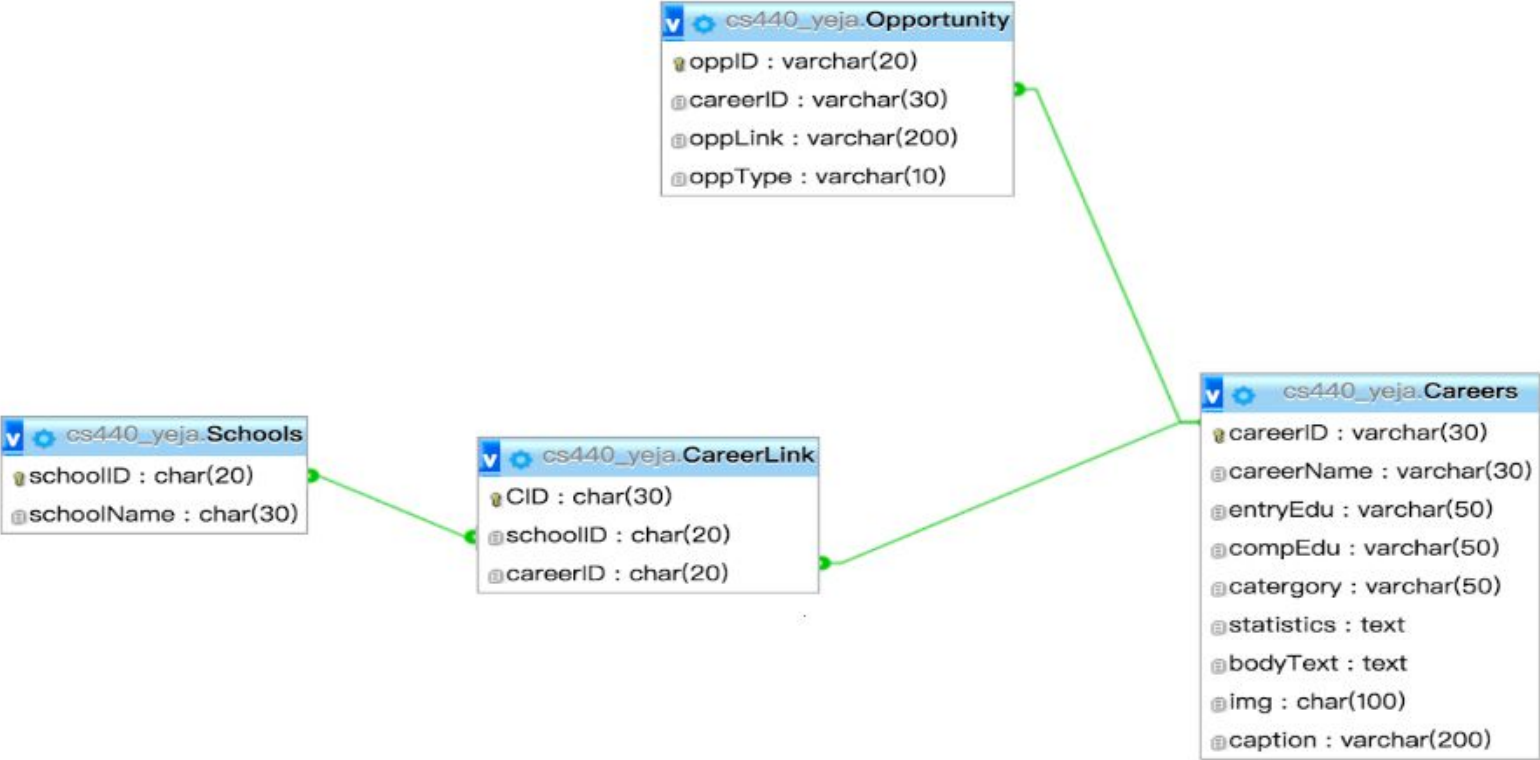 v cs440_yeja.Opportunity
oppID : varchar(20)
careerID : varchar(30)
oppLink : varchar(200)
oppType : varchar(10)
v cs440_yeja.Schools
schoolID : char(20)
schoolName : char(30)
v cs440_yeja.CareerLink
CID : char(30)
schoolID : char(20)
careerID : char(20)
v cs440_yeja.Careers
careerID : varchar(30)
careerName : varchar(30)
entryEdu : varchar(50)
compEdu : varchar(50)
catergory : varchar(50)
statistics : text
bodyText : text
img : char(100)
caption : varchar(200)